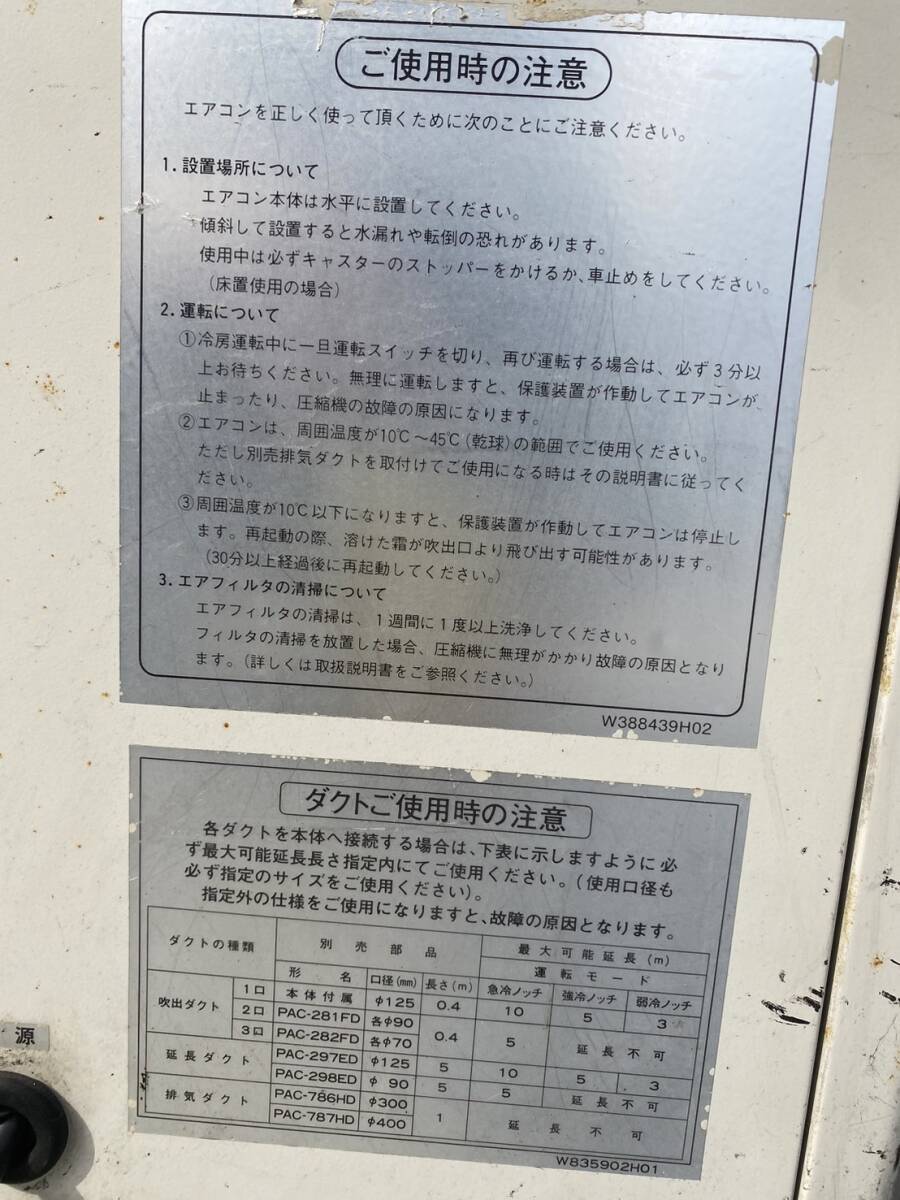 ご使用時の注意
エアコンを正しく使って頂くために次のことにご注意ください。
1. 設置場所について
エアコン本体は水平に設置してください。
傾斜して設置すると水漏れや転倒の恐れがあります。
使用中は必ずキャスターのストッパーをかけるか、車止めをしてください。
(床置使用の場合)
2. 運転について
①冷房運転中に一旦運転スイッチを切り、再び運転する場合は、必ず3分以
上お待ちください。無理に運転しますと、保護装置が作動してエアコンが
止まったり、圧縮機の故障の原因になります。
②エアコンは、周囲温度が10℃～45℃(乾球)の範囲でご使用ください。
ただし別売排気ダクトを取付けてご使用になる時はその説明書に従ってく
ださい。
③周囲温度が10℃以下になりますと、保護装置が作動してエアコンは停止し
ます。再起動の際、溶けた霜が吹出口より飛び出す可能性があります。
(30分以上経過後に再起動してください。)
3. エアフィルタの清掃について
エアフィルタの清掃は、1週間に1度以上洗浄してください。
フィルタの清掃を放置した場合、圧縮機に無理がかかり故障の原因となり
ます。(詳しくは取扱説明書をご参照ください。)
W388439H02
ダクトご使用時の注意
各ダクトを本体へ接続する場合は、下表に示しますように必
ず最大可能延長長さ指定内にてご使用ください。(使用口径も
必ず指定のサイズをご使用ください)。
指定外の仕様をご使用になりますと、故障の原因となります。
ダクトの種類 別売部品 最大可能延長(m)
運転モード
形名 口径(mm) 長さ(m) 急冷ノッチ 強冷ノッチ 弱冷ノッチ
吹出ダクト 1口 本体付属 φ125 0.4 10 5 3
2口 PAC-281FD 各φ90 0.4 5 延長不可
3口 PAC-282FD 各φ70
延長ダクト PAC-297ED φ125 5 10 5 3
PAC-298ED φ 90 5 5 延長不可
排気ダクト PAC-786HD φ300 1 延長不可
PAC-787HD φ400
W835902H01
源